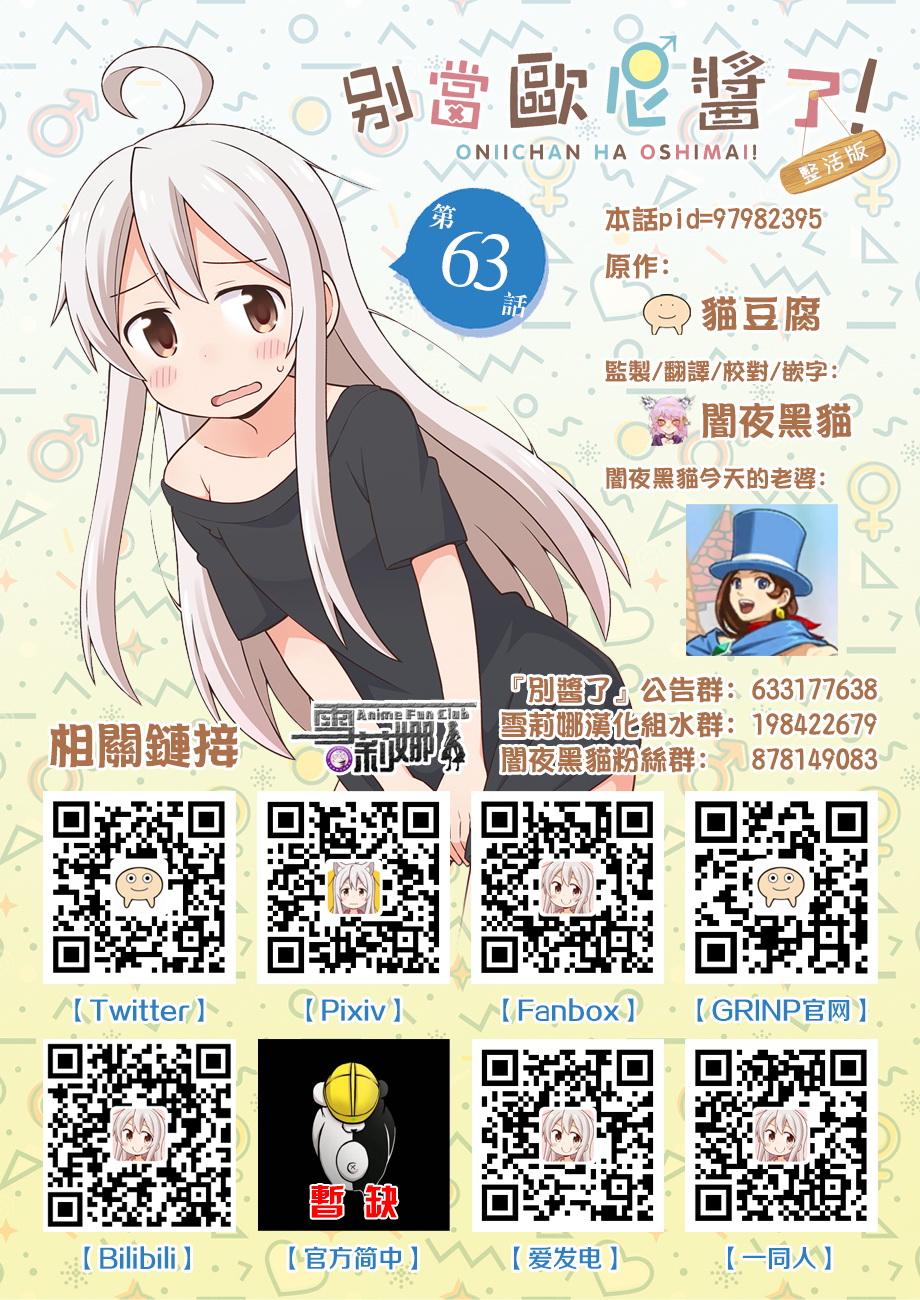 别當歐尼醬了!
ONIICHAN HA OSHIMAI!
整活版
第
63
話
本話pid=97982395
原作:
貓豆腐
監製/翻譯/校對/嵌字:
闇夜黑貓
闇夜黑貓今天的老婆:
『別醬了』公告群: 633177638
雪莉娜漢化組水群: 198422679
闇夜黑貓粉絲群: 878149083
相關鏈接
Anime Fan Club
雪莉娜
【Twitter】
【Pixiv】
【Fanbox】
【GRINP官网】
暫缺
【Bilibili】
【官方简中】
【爱发电】
【一同人】